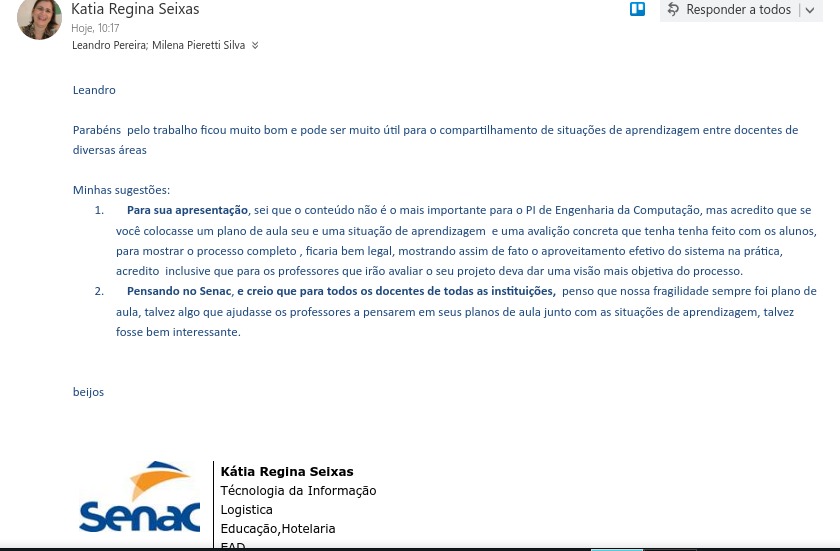 Katia Regina Seixas
Responder a todos
Hoje, 10:17
Leandro Pereira; Milena Pieretti Silva
Leandro
Parabéns pelo trabalho ficou muito bom e pode ser muito útil para o compartilhamento de situações de aprendizagem entre docentes de
diversas áreas
Minhas sugestões:
1. Para sua apresentação, sei que o conteúdo não é o mais importante para o PI de Engenharia da Computação, mas acredito que se
você colocasse um plano de aula seu e uma situação de aprendizagem e uma avalição concreta que tenha tenha feito com os alunos,
para mostrar o processo completo , ficaria bem legal, mostrando assim de fato o aproveitamento efetivo do sistema na prática,
acredito inclusive que para os professores que irão avaliar o seu projeto deva dar uma visão mais objetiva do processo.
2. Pensando no Senac, e creio que para todos os docentes de todas as instituições, penso que nossa fragilidade sempre foi plano de
aula, talvez algo que ajudasse os professores a pensarem em seus planos de aula junto com as situações de aprendizagem, talvez
fosse bem interessante.
beijos
Kátia Regina Seixas
Técnologia da Informação
Logistica
Educação,Hotelaria
EAD
senac